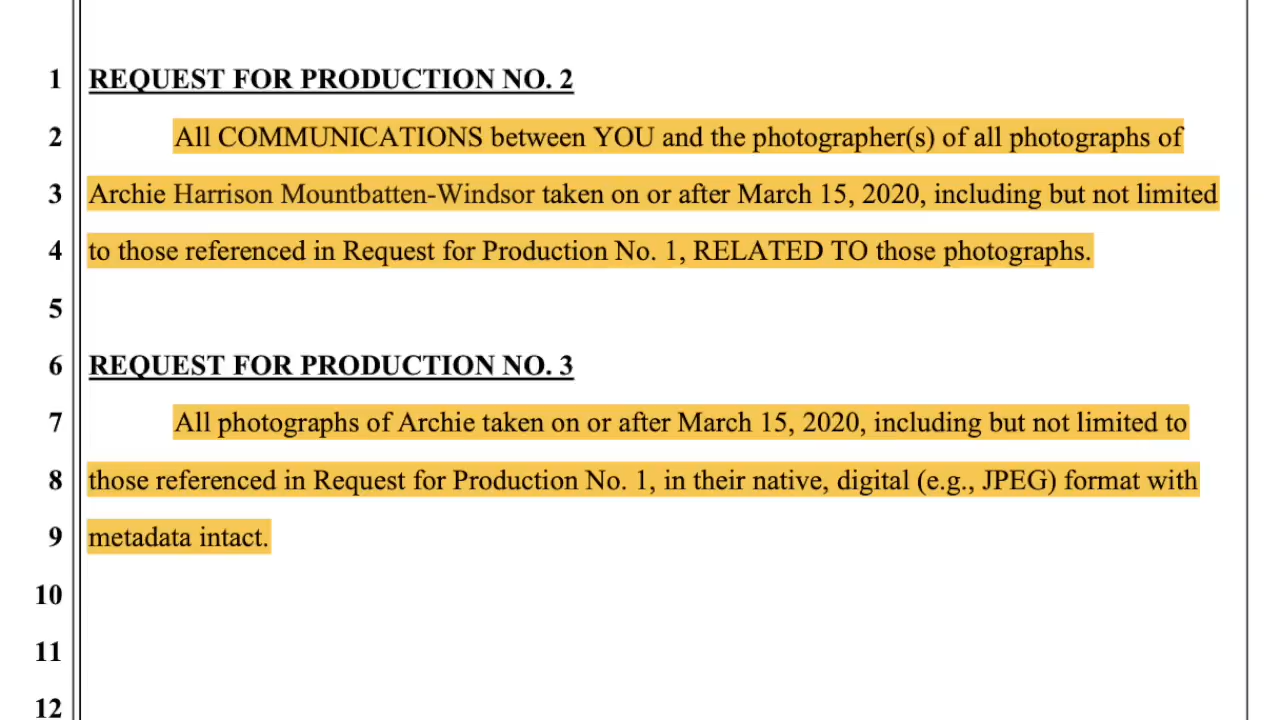 1 REQUEST FOR PRODUCTION NO. 2
2 All COMMUNICATIONS between YOU and the photographer(s) of all photographs of
3 Archie Harrison Mountbatten-Windsor taken on or after March 15, 2020, including but not limited
4 to those referenced in Request for Production No. 1, RELATED TO those photographs.
5
6 REQUEST FOR PRODUCTION NO. 3
7 All photographs of Archie taken on or after March 15, 2020, including but not limited to
8 those referenced in Request for Production No. 1, in their native, digital (e.g., JPEG) format with
9 metadata intact.
10
11
12